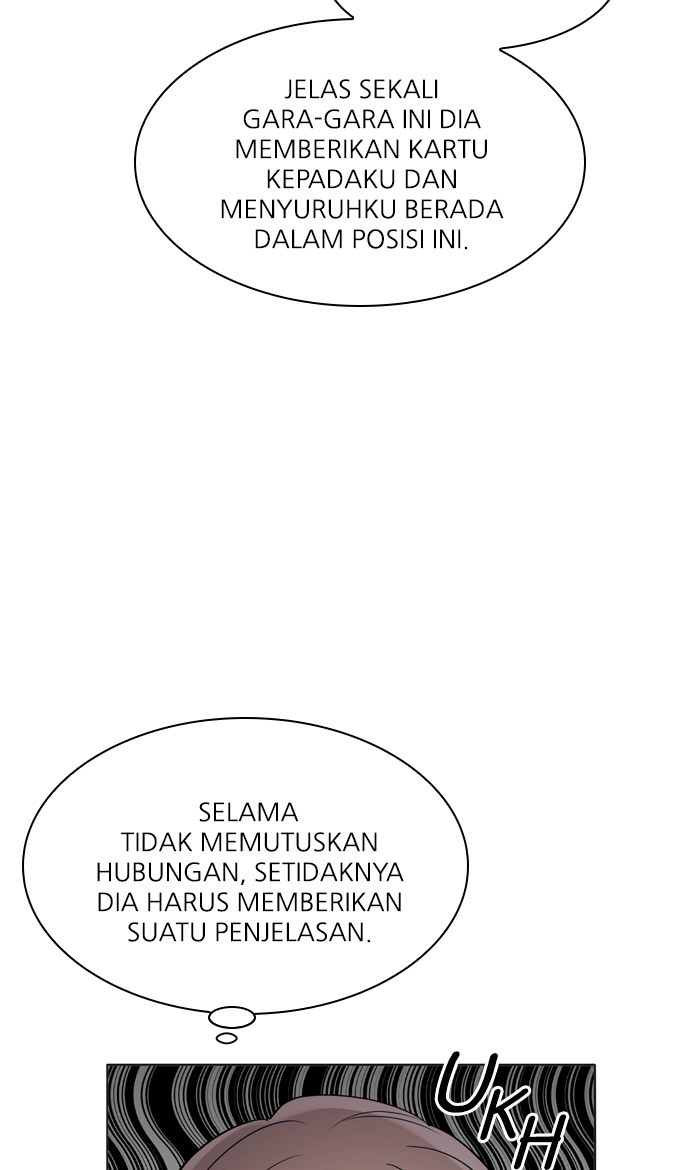 JELAS SEKALI
GARA-GARA INI DIA
MEMBERIKAN KARTU
KEPADAKU DAN
MENYURUHKU BERADA
DALAM POSISI INI.
SELAMA
TIDAK MEMUTUSKAN
HUBUNGAN, SETIDAKNYA
DIA HARUS MEMBERIKAN
SUATU PENJELASAN.
UKH